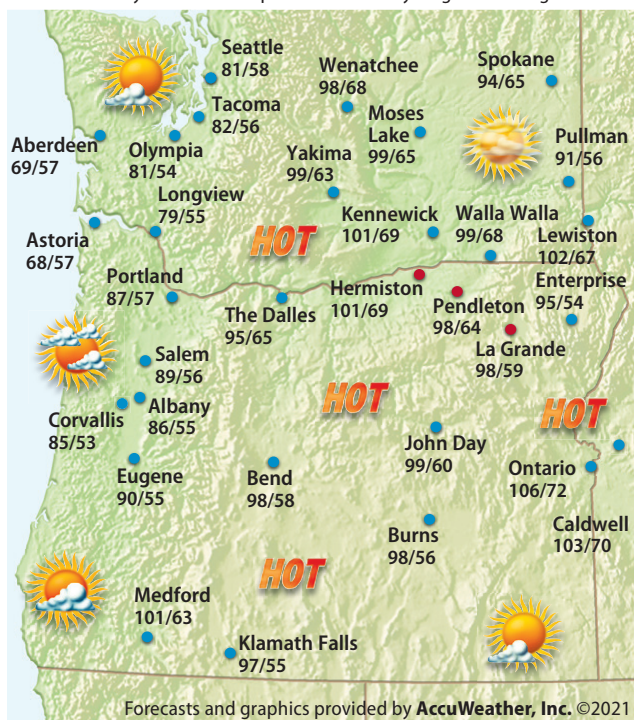 Seattle
81/58
Tacoma
82/56
Wenatchee
98/68
Spokane
94/65
Moses
Lake
99/65
Pullman
91/56
Aberdeen
69/57
Olympia
81/54
Yakima
99/63
Longview
79/55
Kennewick
101/69
Walla Walla
99/68
Lewiston
102/67
Astoria
68/57
HOT
Portland
87/57
The Dalles
95/65
Hermiston
101/69
Pendleton
98/64
Enterprise
95/54
La Grande
98/59
Salem
89/56
Albany
86/55
Corvallis
85/53
HOT
HOT
Eugene
90/55
Bend
98/58
John Day
99/60
Ontario
106/72
Burns
98/56
Caldwell
103/70
HOT
Medford
101/63
Klamath Falls
97/55
Forecasts and graphics provided by AccuWeather, Inc. ©2021